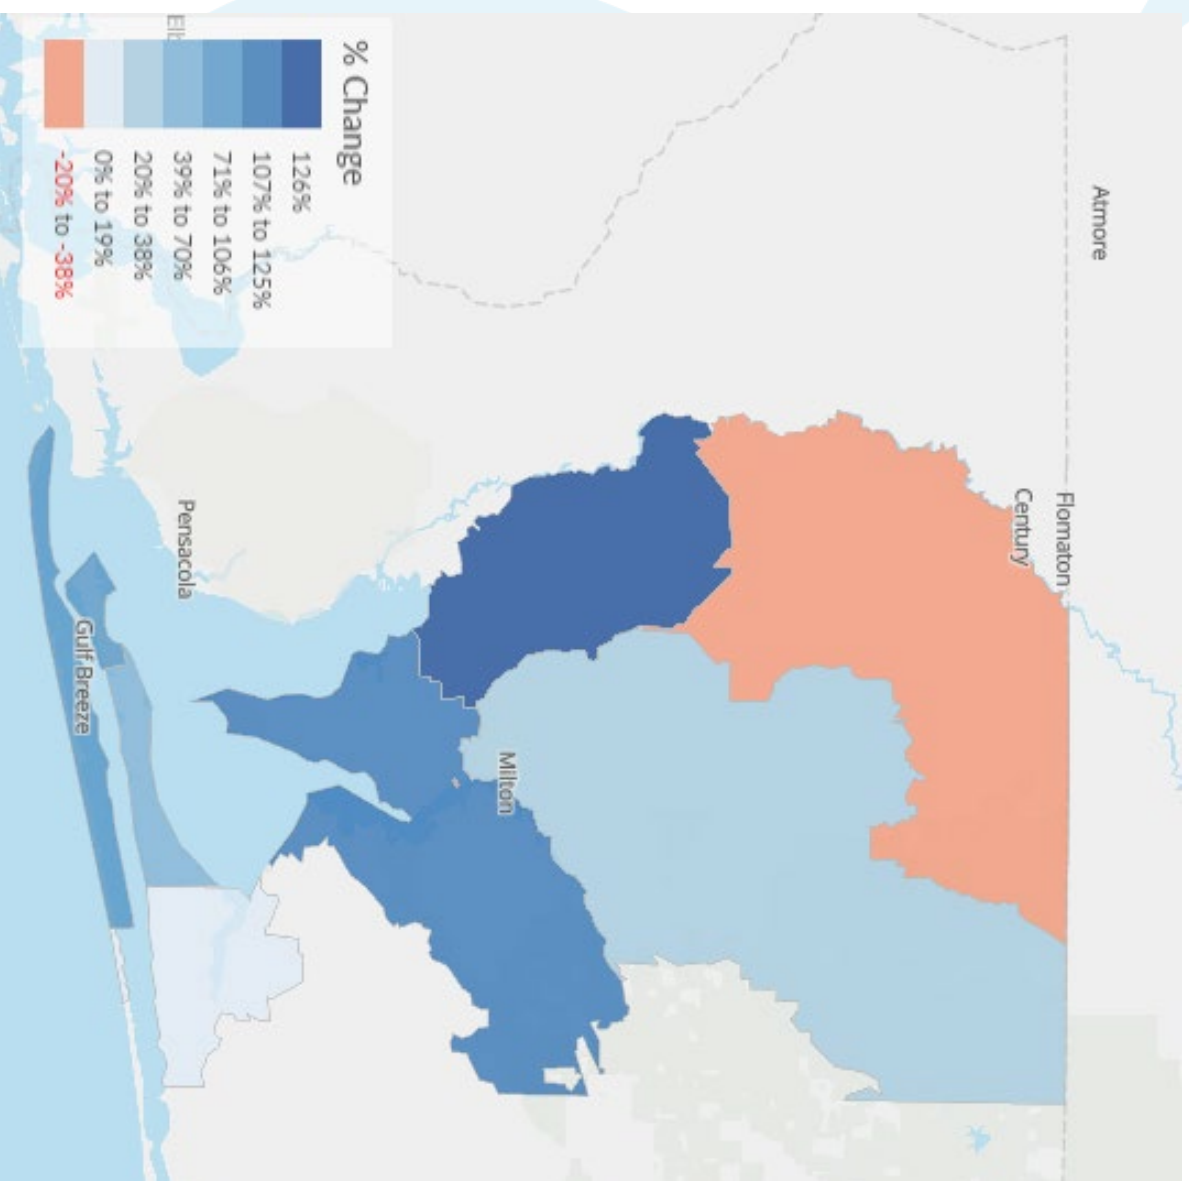 % Change
126%
107% to 125%
71% to 106%
39% to 70%
20% to 38%
0% to 19%
-20% to -38%
Atmore
Flomaton
Century
Milton
Pensacola
Gulf Breeze